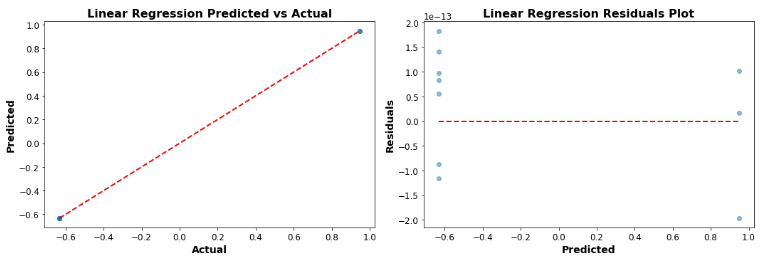 Linear Regression Predicted vs Actual
1.0
0.8
0.6
0.4
0.2
0.0
−0.2
−0.4
−0.6
Predicted
−0.6 −0.4 −0.2 0.0 0.2 0.4 0.6 0.8 1.0
Actual
Linear Regression Residuals Plot
1e−13
2.0
1.5
1.0
0.5
0.0
−0.5
−1.0
−1.5
−2.0
Residuals
−0.6 −0.4 −0.2 0.0 0.2 0.4 0.6 0.8 1.0
Predicted